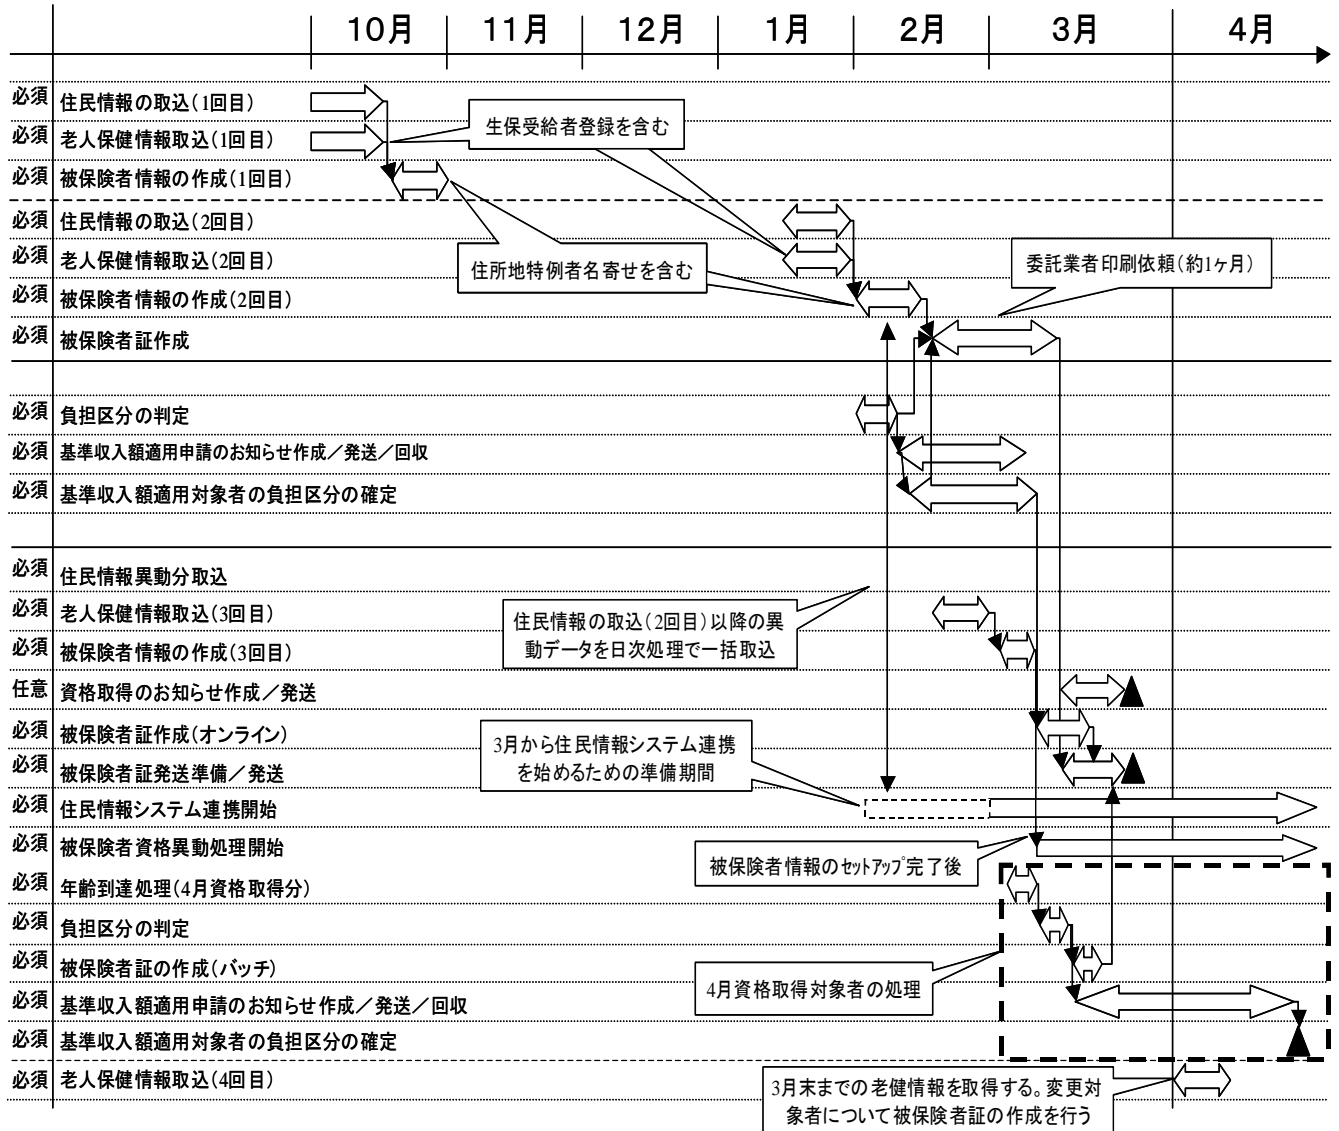 10月 11月 12月 1月 2月 3月 4月
必須 住民情報の取込(1回目)
必須 老人保健情報取込(1回目)
生保受給者登録を含む
必須 被保険者情報の作成(1回目)
必須 住民情報の取込(2回目)
必須 老人保健情報取込(2回目)
住所地特例者名寄せを含む
委託業者印刷依頼(約1ヶ月)
必須 被保険者情報の作成(2回目)
必須 被保険者証作成
必須 負担区分の判定
必須 基準収入額適用申請のお知らせ作成/発送/回収
必須 基準収入額適用対象者の負担区分の確定
必須 住民情報異動分取込
必須 老人保健情報取込(3回目)
住民情報の取込(2回目)以降の異
動データを日次処理で一括取込
必須 被保険者情報の作成(3回目)
任意 資格取得のお知らせ作成/発送
必須 被保険者証作成(オンライン)
3月から住民情報システム連携
を始めるための準備期間
必須 被保険者証発送準備/発送
必須 住民情報システム連携開始
必須 被保険者資格異動処理開始
被保険者情報のセットアップ完了後
必須 年齢到達処理(4月資格取得分)
必須 負担区分の判定
必須 被保険者証の作成(バッチ)
4月資格取得対象者の処理
必須 基準収入額適用申請のお知らせ作成/発送/回収
必須 基準収入額適用対象者の負担区分の確定
必須 老人保健情報取込(4回目)
3月末までの老健情報を取得する。変更対
象者について被保険者証の作成を行う